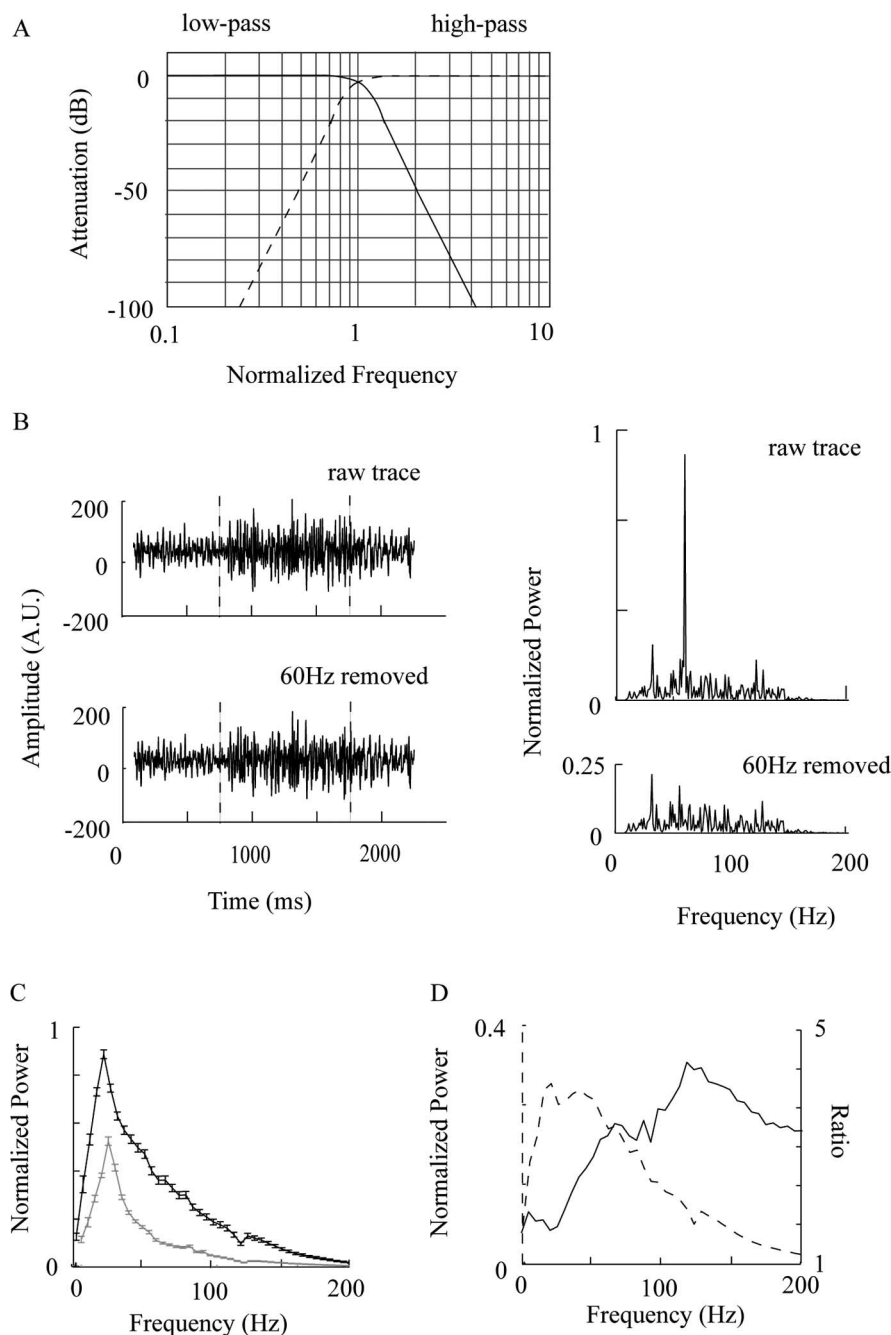 A
low-pass
high-pass
Attenuation (dB)
0
-50
-100
0.1
1
10
Normalized Frequency
B
raw trace
200
0
-200
60Hz removed
200
0
-200
Amplitude (A.U.)
0
1000
2000
Time (ms)
1
raw trace
Normalized Power
0
0.25
60Hz removed
0
0
100
200
Frequency (Hz)
C
1
Normalized Power
0
0
100
200
Frequency (Hz)
D
0.4
5
Normalized Power
Ratio
0
1
0
100
200
Frequency (Hz)